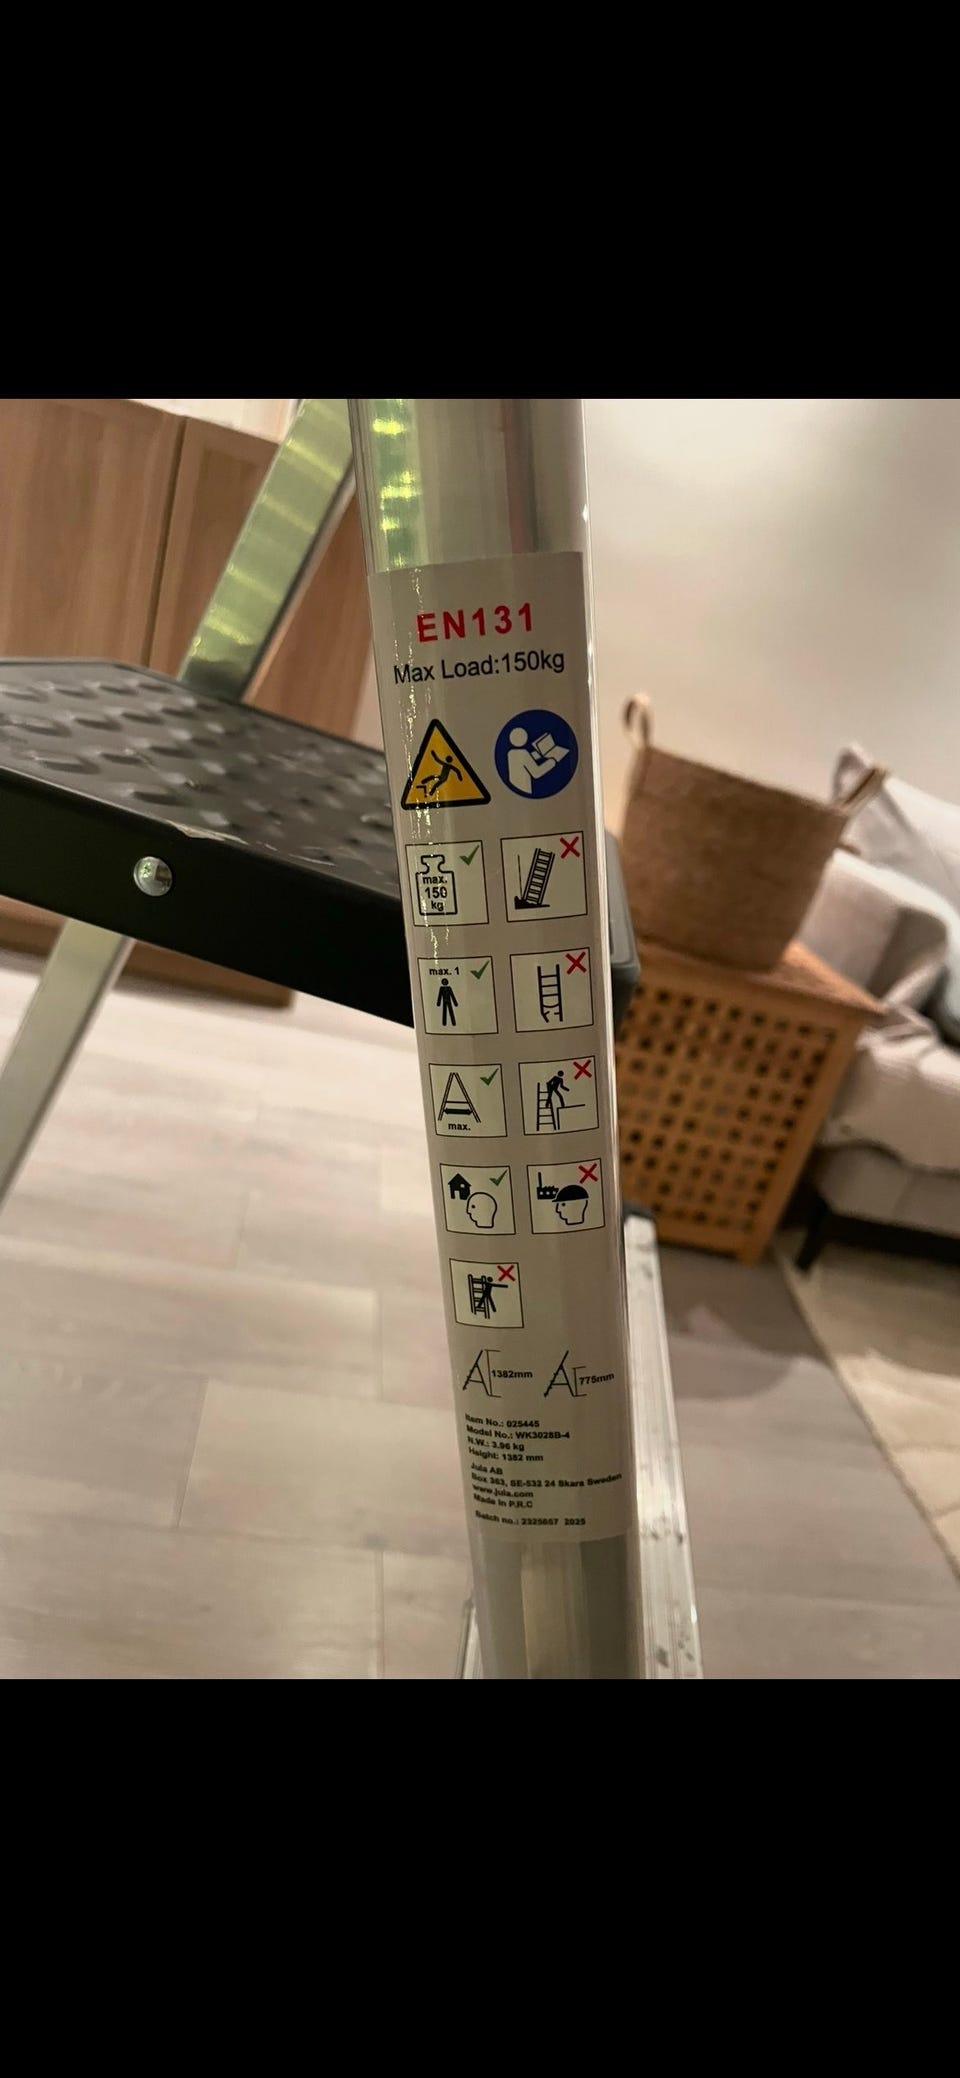 EN131
Max Load:150kg
max.
150
kg
max. 1
max.
1382mm
775mm
Item No.: 025445
Model No.: WK3028B-4
N.W.: 3.96 kg
Height: 1382 mm
Jula AB
Box 363, SE-532 24 Skara Sweden
www.jula.com
Made in P.R.C
Batch no.: 2325657 2025